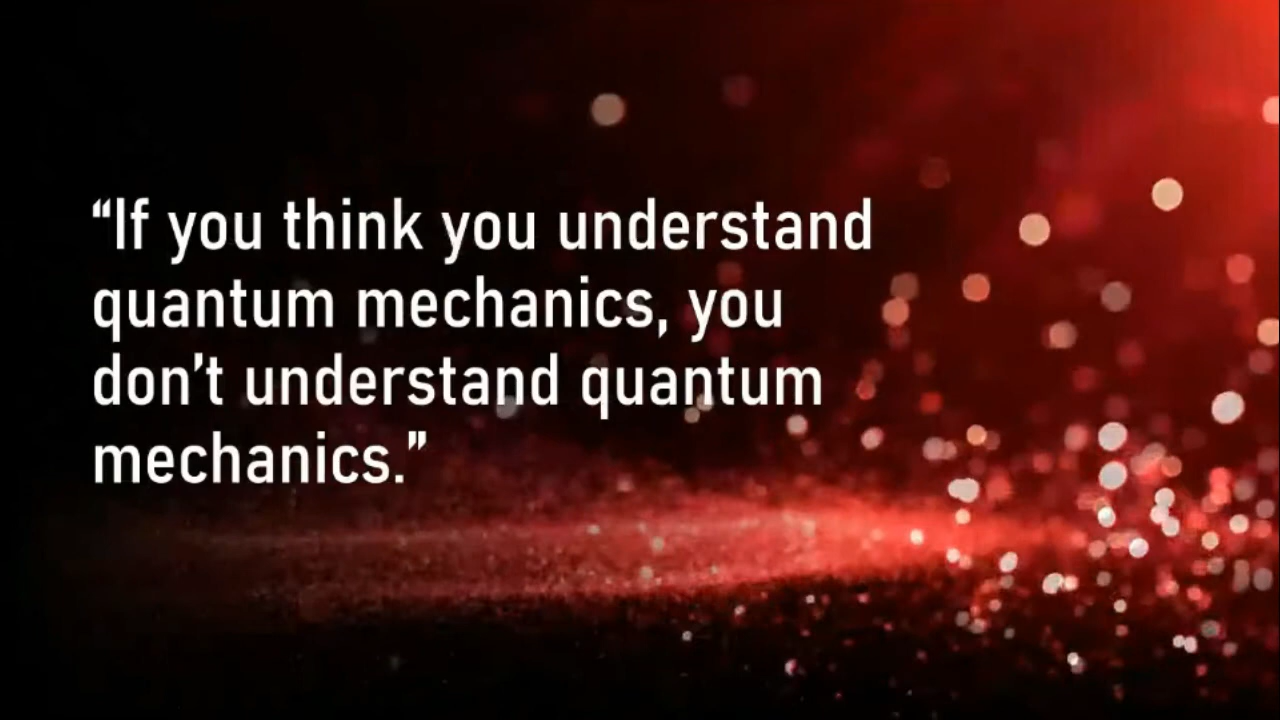 “If you think you understand
quantum mechanics, you
don’t understand quantum
mechanics.”